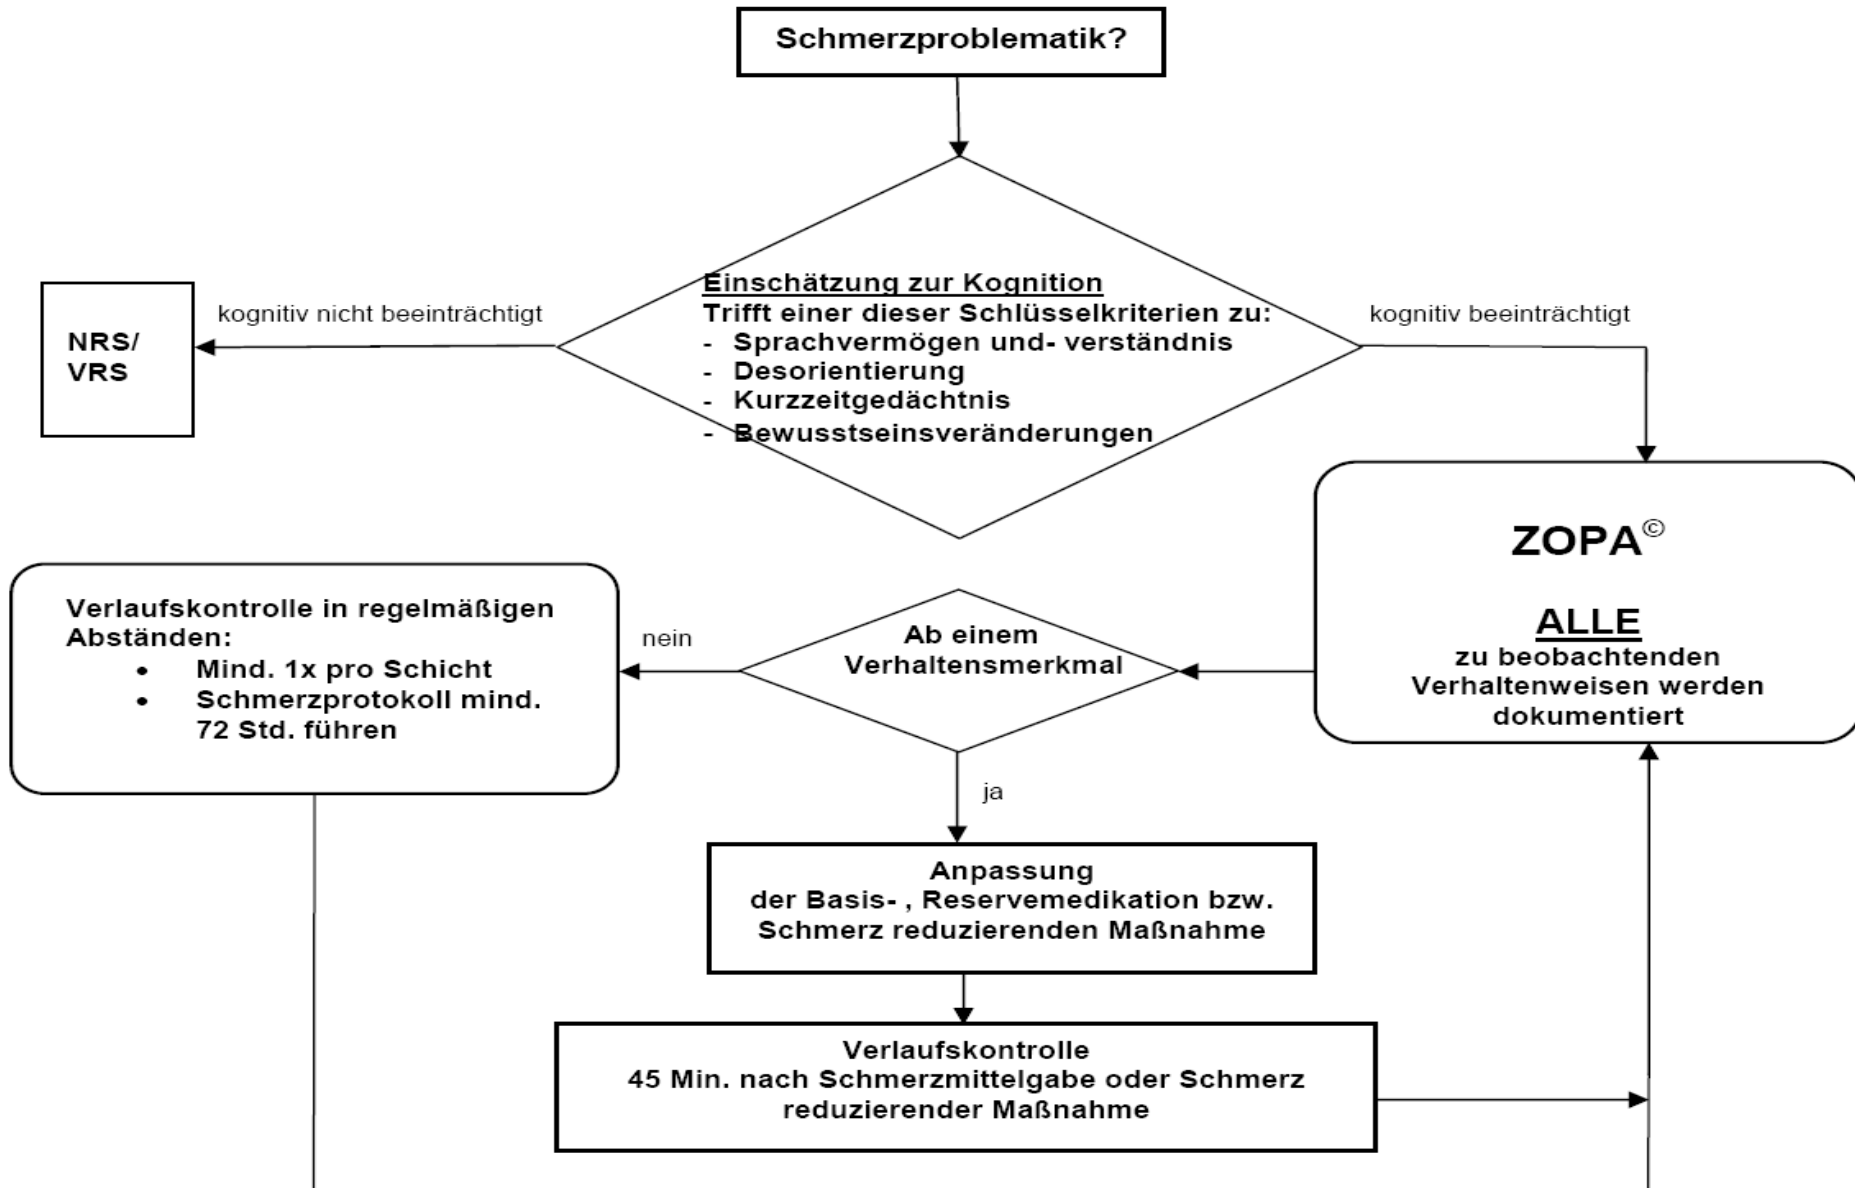 Schmerzproblematik?
Einschätzung zur Kognition
Trifft einer dieser Schlüsselkriterien zu:
- Sprachvermögen und- verständnis
- Desorientierung
- Kurzzeitgedächtnis
- Bewusstseinsveränderungen
kognitiv nicht beeinträchtigt
NRS/
VRS
kognitiv beeinträchtigt
ZOPA©
ALLE
zu beobachtenden
Verhaltenweisen werden
dokumentiert
Ab einem
Verhaltensmerkmal
nein
Verlaufskontrolle in regelmäßigen
Abständen:
• Mind. 1x pro Schicht
• Schmerzprotokoll mind.
72 Std. führen
ja
Anpassung
der Basis- , Reservemedikation bzw.
Schmerz reduzierenden Maßnahme
Verlaufskontrolle
45 Min. nach Schmerzmittelgabe oder Schmerz
reduzierender Maßnahme